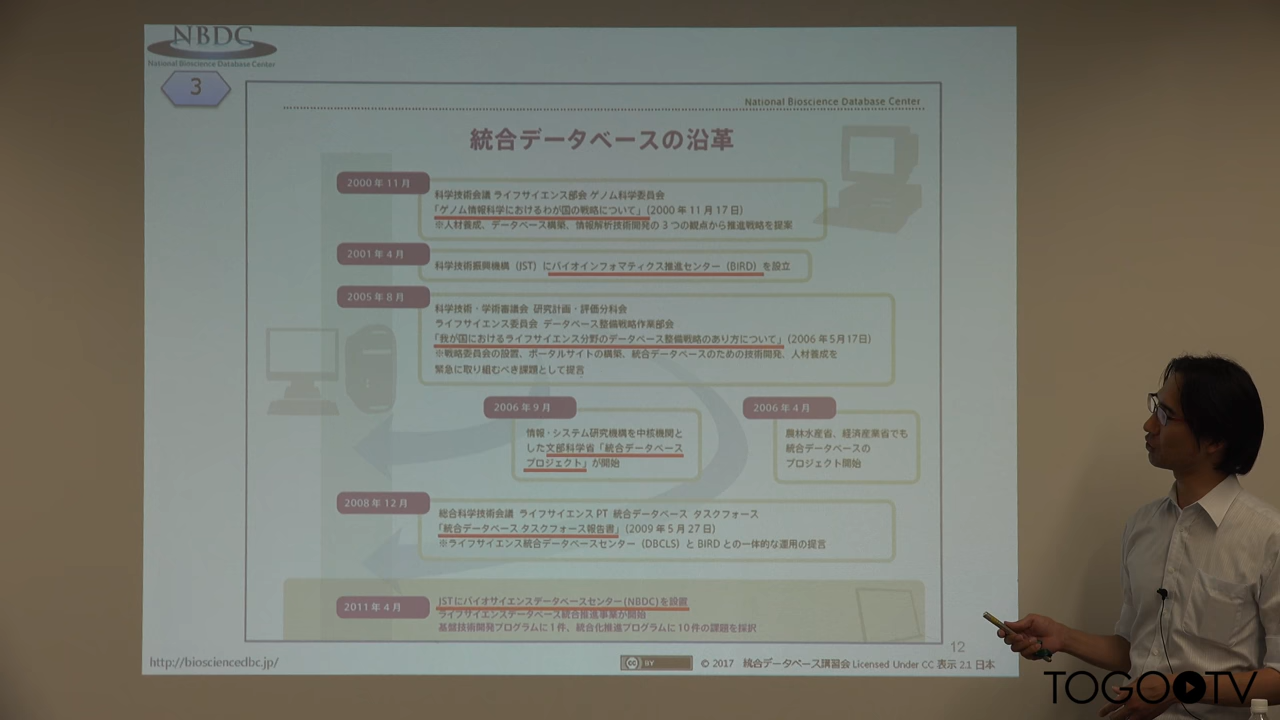 NBDC
National Bioscience Database Center
3
National Bioscience Database Center
統合データベースの沿革
2000年11月
科学技術会議 ライフサイエンス部会 ゲノム科学委員会
「ゲノム情報科学におけるわが国の戦略について」(2000年11月17日)
※人材養成、データベース構築、情報解析技術開発の3つの観点から推進戦略を提案
2001年4月
科学技術振興機構（JST）にバイオインフォマティクス推進センター（BIRD）を設立
2005年8月
科学技術・学術審議会 研究計画・評価分科会
ライフサイエンス委員会 データベース整備戦略作業部会
「我が国におけるライフサイエンス分野のデータベース整備戦略のあり方について」(2006年5月17日)
※戦略委員会の設置、ポータルサイトの構築、統合データベースのための技術開発、人材養成を
緊急に取り組むべき課題として提言
2006年9月
情報・システム研究機構を中核機関と
した文部科学省「統合データベース
プロジェクト」が開始
2006年4月
農林水産省、経済産業省でも
統合データベースの
プロジェクト開始
2008年12月
総合科学技術会議 ライフサイエンスPT 統合データベース タスクフォース
「統合データベース タスクフォース報告書」(2009年5月27日)
※ライフサイエンス統合データベースセンター（DBCLS）とBIRDとの一体的な運用の提言
2011年4月
JSTにバイオサイエンスデータベースセンター(NBDC)を設置
ライフサイエンスデータベース統合推進事業が開始
基盤技術開発プログラムに1件、統合化推進プログラムに10件の課題を採択
12
http://biosciencedbc.jp/
cc BY
© 2017 統合データベース講習会 Licensed Under CC 表示 2.1 日本
TOGO TV